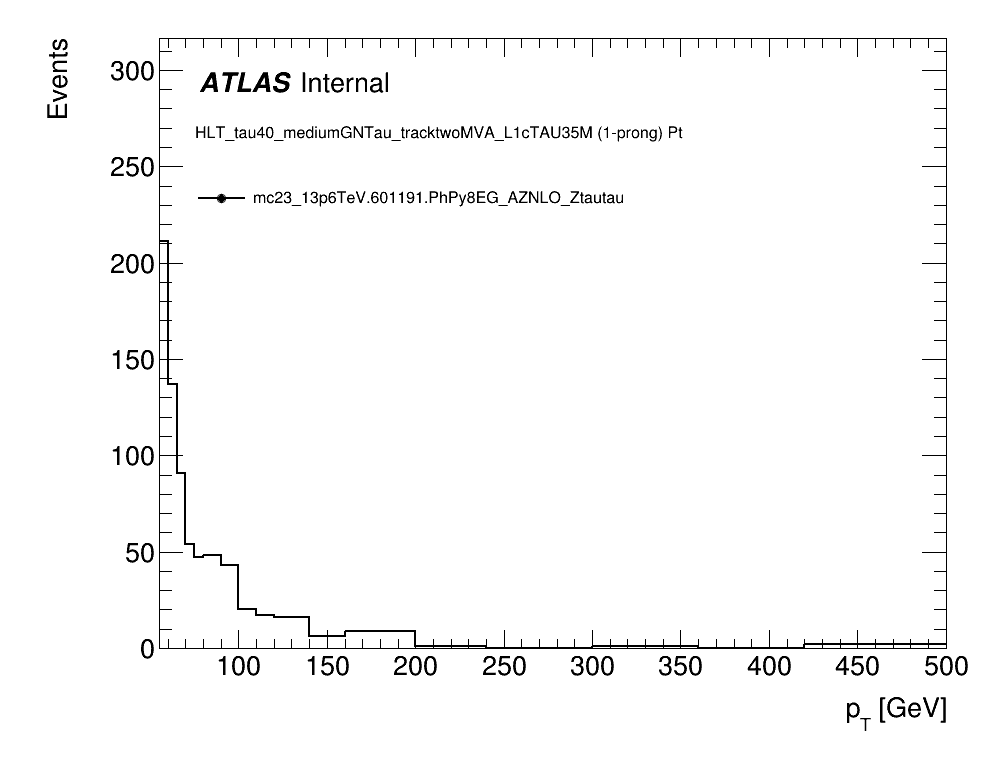 Events
300
250
200
150
100
50
0
ATLAS Internal
HLT_tau40_mediumGNTau_tracktwoMVA_L1cTAU35M (1-prong) Pt
mc23_13p6TeV.601191.PhPy8EG_AZNLO_Ztautau
100 150 200 250 300 350 400 450 500
p_T [GeV]